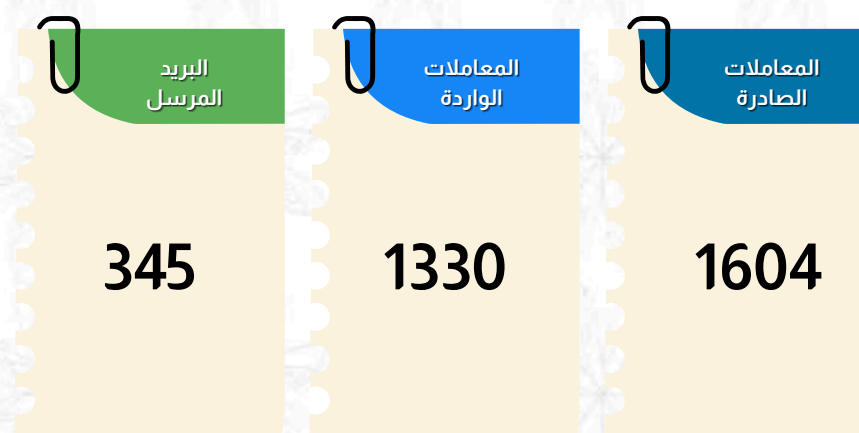 المعاملات
الصادرة
1604
المعاملات
الواردة
1330
البريد
المرسل
345